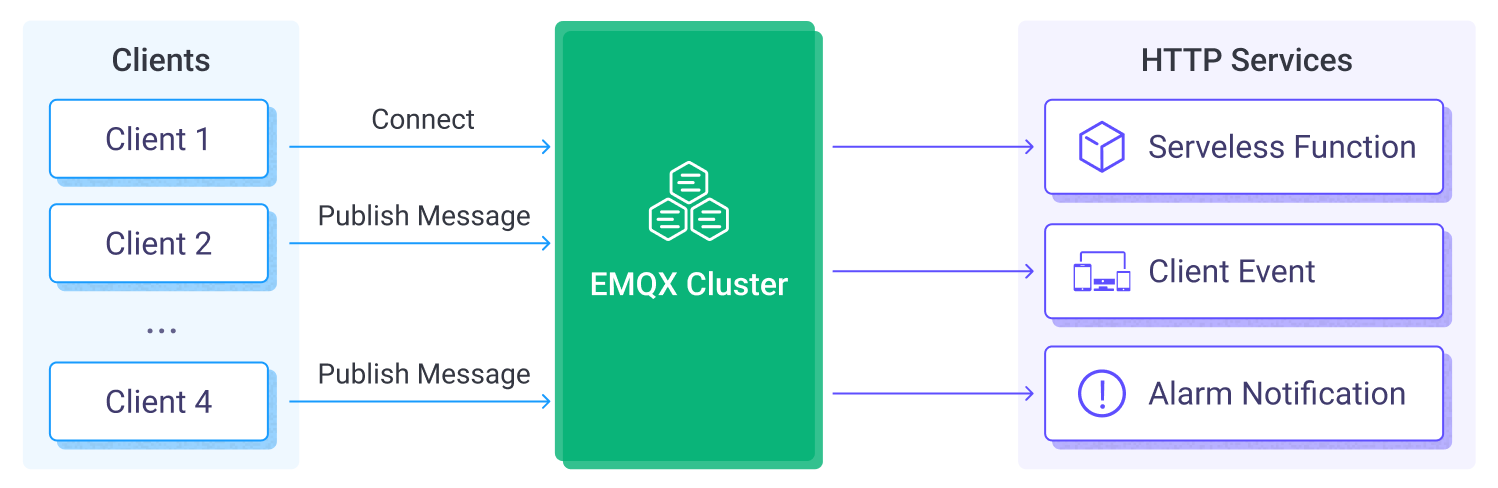 Clients
Client 1
Client 2
...
Client 4
Connect
Publish Message
Publish Message
EMQX Cluster
HTTP Services
Serveless Function
Client Event
Alarm Notification